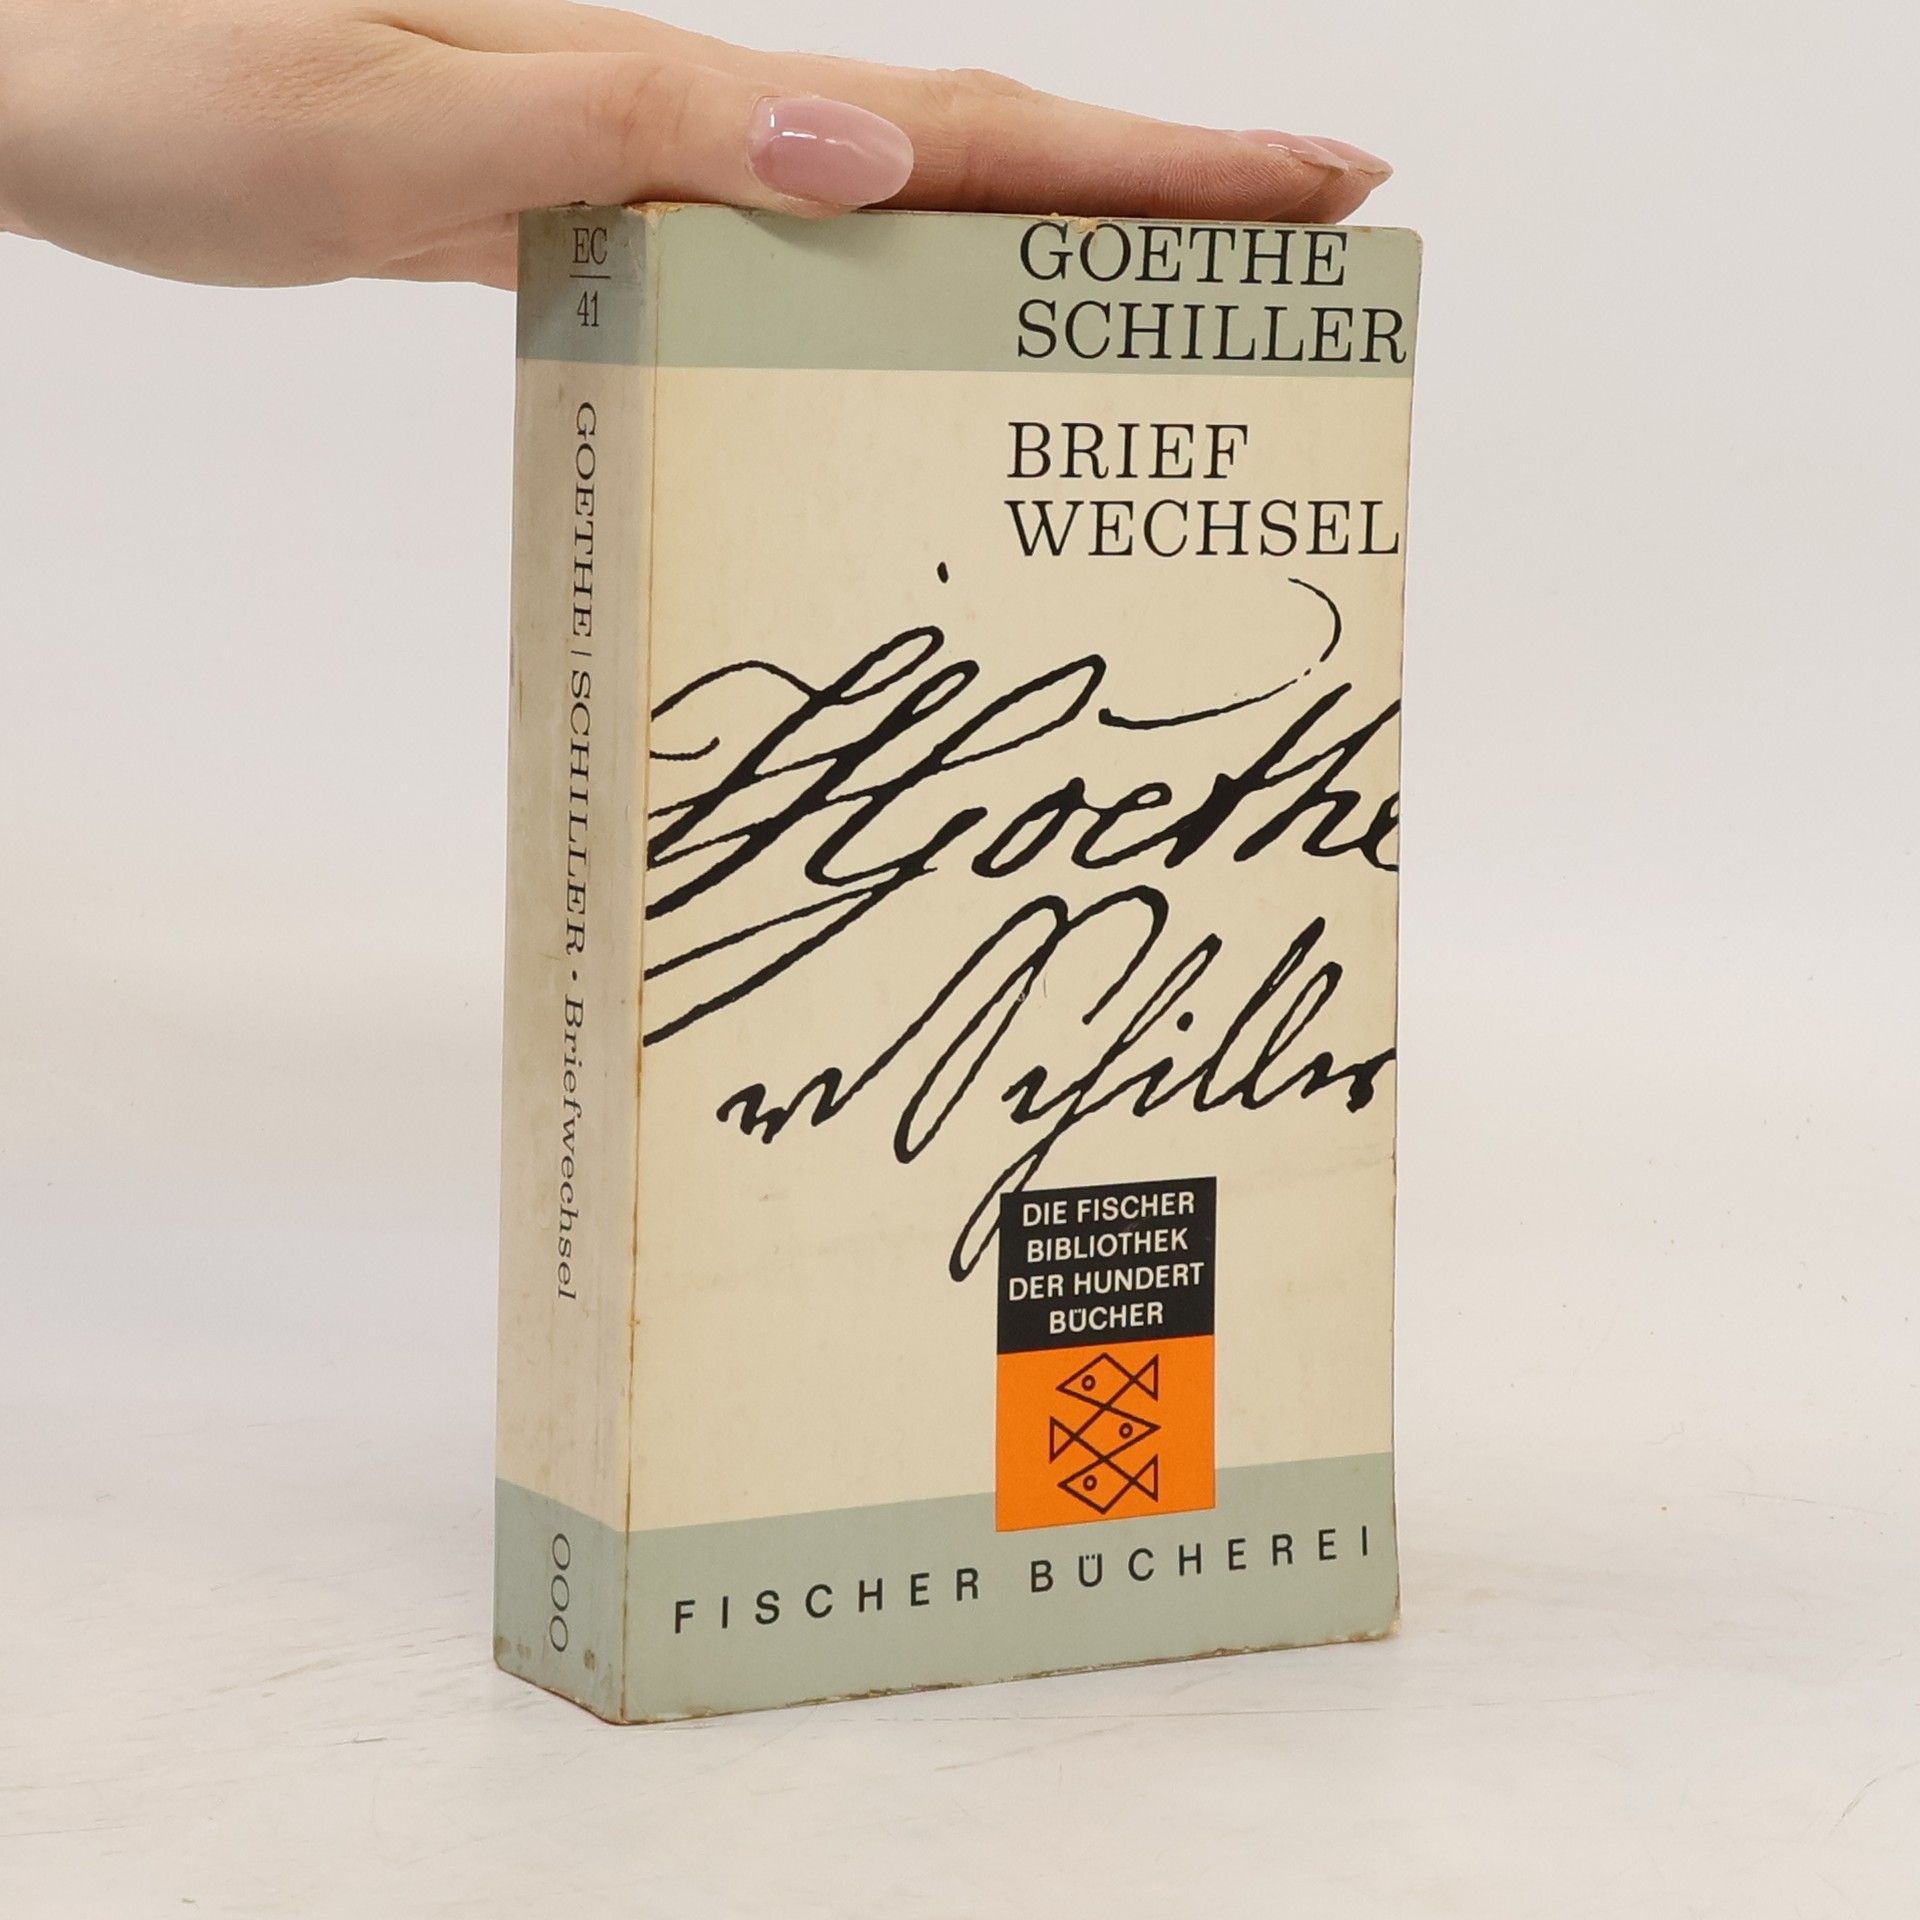 EC
41
GOETHE | SCHILLER · Briefwechsel
OOO
GOETHE
SCHILLER
BRIEF
WECHSEL
Goethe
Schiller
DIE FISCHER
BIBLIOTHEK
DER HUNDERT
BÜCHER
FISCHER BÜCHEREI